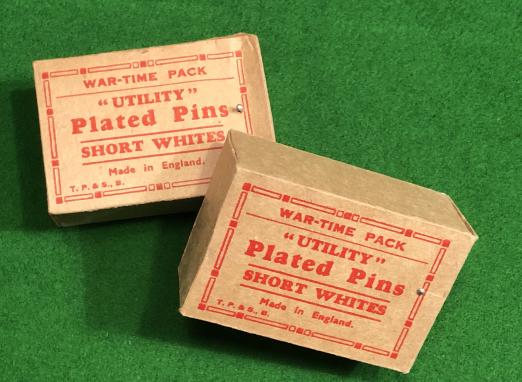 WAR-TIME PACK
"UTILITY"
Plated Pins
SHORT WHITES
Made in England.
T. P. & S., B.
WAR-TIME PACK
"UTILITY"
Plated Pins
SHORT WHITES
Made in England.
T. P. & S., B.